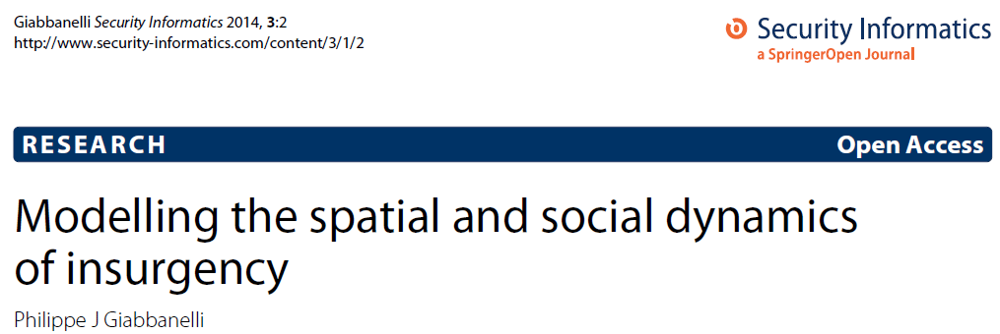 Giabbanelli Security Informatics 2014, 3:2
http://www.security-informatics.com/content/3/1/2
Security Informatics
a SpringerOpen Journal
RESEARCH
Open Access
Modelling the spatial and social dynamics
of insurgency
Philippe J Giabbanelli